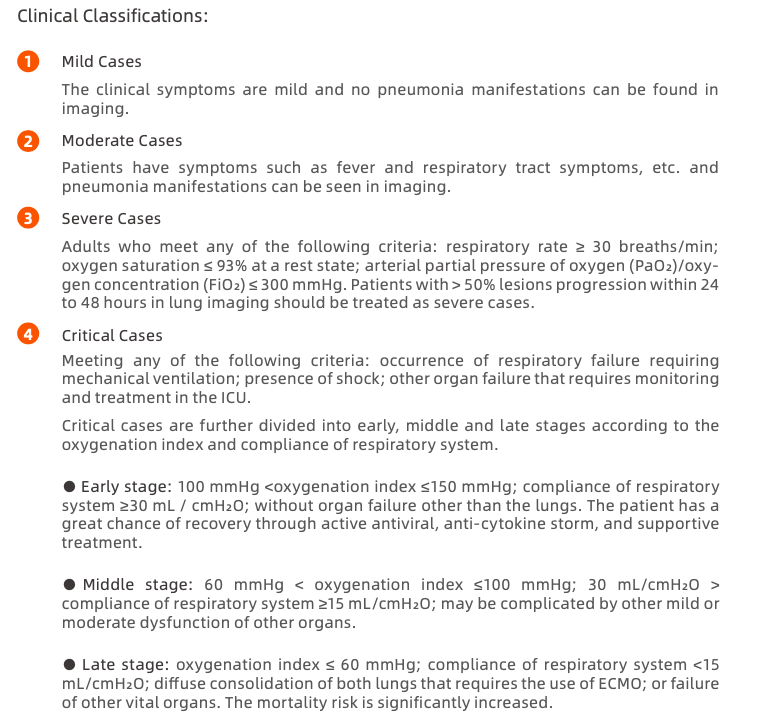 Clinical Classifications:
1 Mild Cases
The clinical symptoms are mild and no pneumonia manifestations can be found in
imaging.
2 Moderate Cases
Patients have symptoms such as fever and respiratory tract symptoms, etc. and
pneumonia manifestations can be seen in imaging.
3 Severe Cases
Adults who meet any of the following criteria: respiratory rate ≥ 30 breaths/min;
oxygen saturation ≤ 93% at a rest state; arterial partial pressure of oxygen (PaO₂)/oxy-
gen concentration (FiO₂) ≤ 300 mmHg. Patients with > 50% lesions progression within 24
to 48 hours in lung imaging should be treated as severe cases.
4 Critical Cases
Meeting any of the following criteria: occurrence of respiratory failure requiring
mechanical ventilation; presence of shock; other organ failure that requires monitoring
and treatment in the ICU.
Critical cases are further divided into early, middle and late stages according to the
oxygenation index and compliance of respiratory system.
● Early stage: 100 mmHg <oxygenation index ≤150 mmHg; compliance of respiratory
system ≥30 mL / cmH₂O; without organ failure other than the lungs. The patient has a
great chance of recovery through active antiviral, anti-cytokine storm, and supportive
treatment.
● Middle stage: 60 mmHg < oxygenation index ≤100 mmHg; 30 mL/cmH₂O >
compliance of respiratory system ≥15 mL/cmH₂O; may be complicated by other mild or
moderate dysfunction of other organs.
● Late stage: oxygenation index ≤ 60 mmHg; compliance of respiratory system <15
mL/cmH₂O; diffuse consolidation of both lungs that requires the use of ECMO; or failure
of other vital organs. The mortality risk is significantly increased.